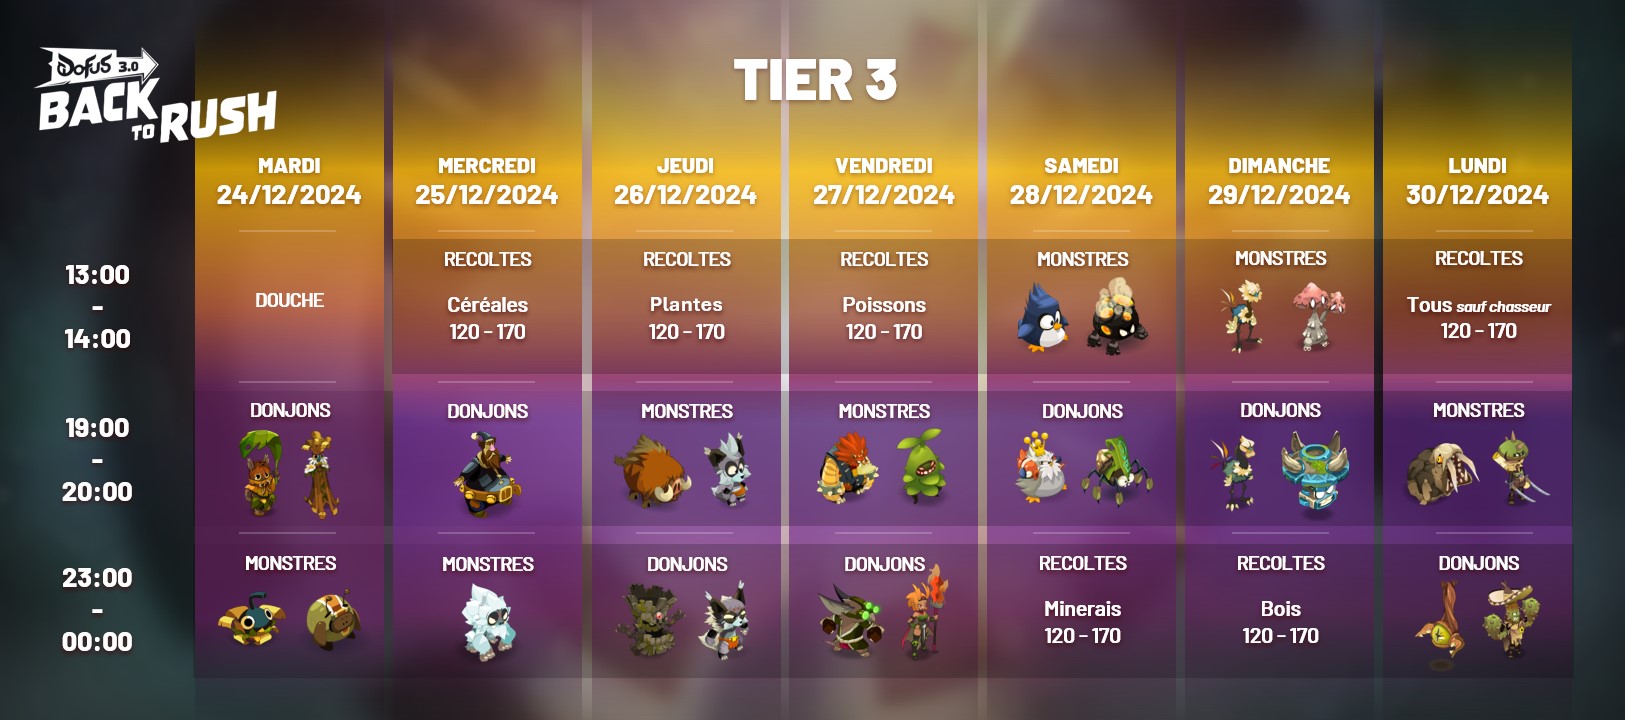 DOFUS 3.0
BACK
TO RUSH
TIER 3
MARDI
24/12/2024
MERCREDI
25/12/2024
JEUDI
26/12/2024
VENDREDI
27/12/2024
SAMEDI
28/12/2024
DIMANCHE
29/12/2024
LUNDI
30/12/2024
13:00
-
14:00
DOUCHE
RECOLTES
Céréales
120 - 170
RECOLTES
Plantes
120 - 170
RECOLTES
Poissons
120 - 170
MONSTRES
MONSTRES
RECOLTES
Tous sauf chasseur
120 - 170
19:00
-
20:00
DONJONS
DONJONS
MONSTRES
MONSTRES
DONJONS
DONJONS
MONSTRES
23:00
-
00:00
MONSTRES
MONSTRES
DONJONS
DONJONS
RECOLTES
Minerais
120 - 170
RECOLTES
Bois
120 - 170
DONJONS